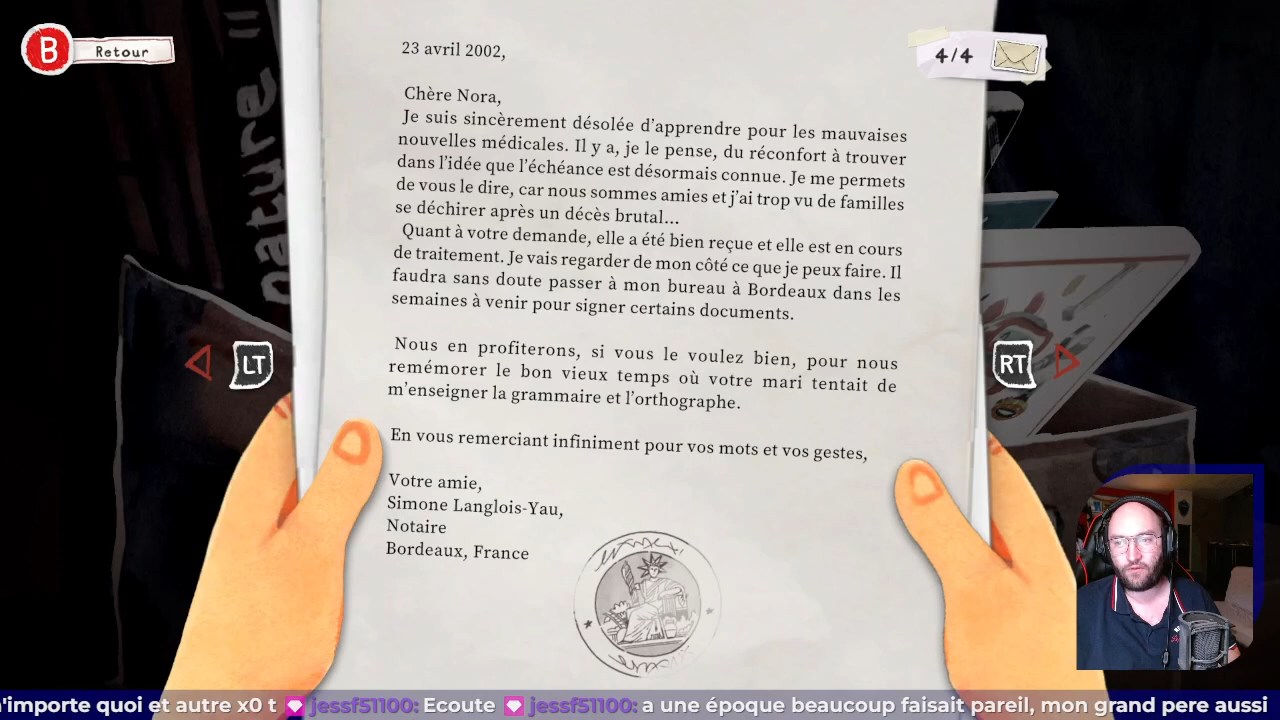 B Retour
nature II
4/4
23 avril 2002,
Chère Nora,
Je suis sincèrement désolée d'apprendre pour les mauvaises
nouvelles médicales. Il y a, je le pense, du réconfort à trouver
dans l'idée que l'échéance est désormais connue. Je me permets
de vous le dire, car nous sommes amies et j'ai trop vu de familles
se déchirer après un décès brutal...
Quant à votre demande, elle a été bien reçue et elle est en cours
de traitement. Je vais regarder de mon côté ce que je peux faire. Il
faudra sans doute passer à mon bureau à Bordeaux dans les
semaines à venir pour signer certains documents.
Nous en profiterons, si vous le voulez bien, pour nous
remémorer le bon vieux temps où votre mari tentait de
m'enseigner la grammaire et l'orthographe.
En vous remerciant infiniment pour vos mots et vos gestes,
Votre amie,
Simone Langlois-Yau,
Notaire
Bordeaux, France
LT
RT
n'importe quoi et autre x0 t jessf51100: Ecoute jessf51100: a une époque beaucoup faisait pareil, mon grand pere aussi